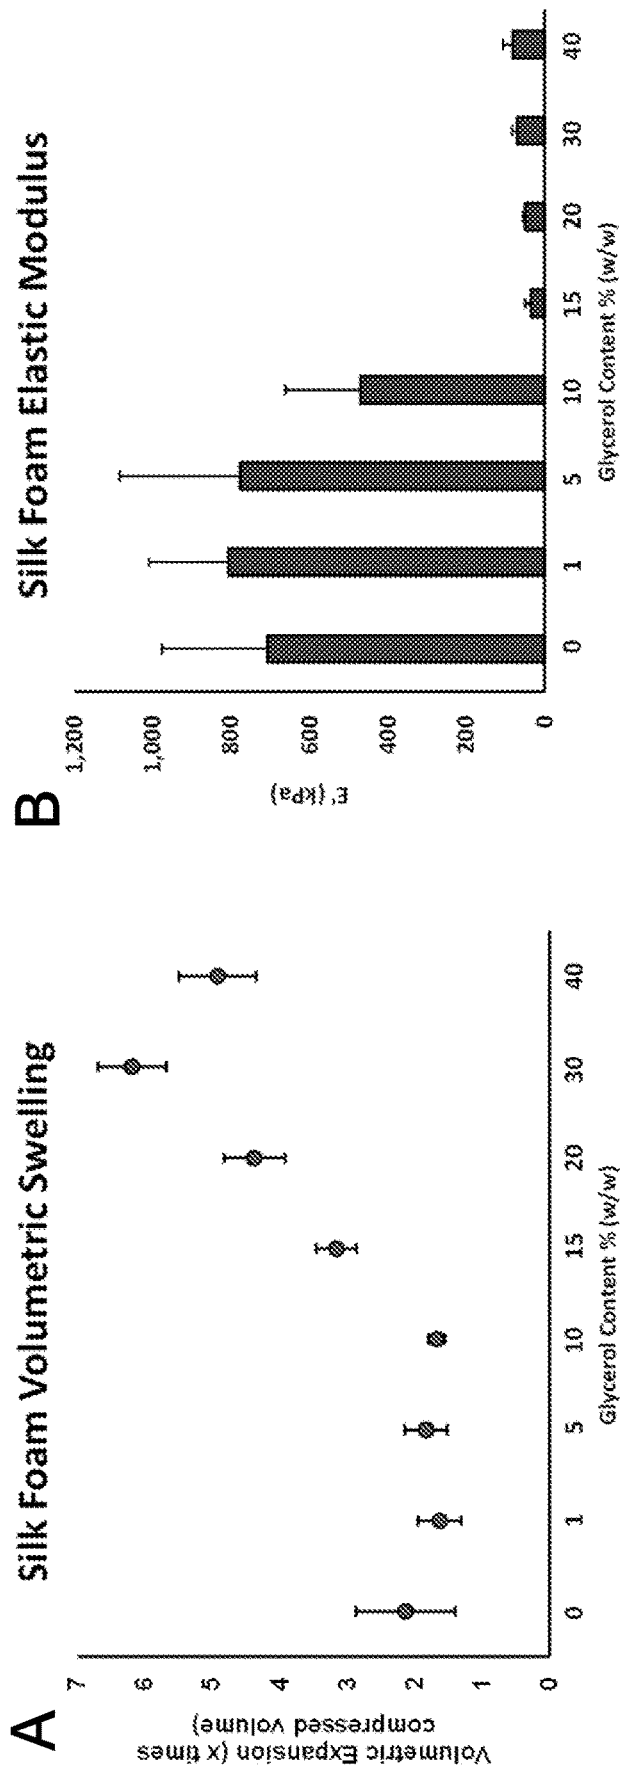 A
Silk Foam Volumetric Swelling
Volumetric Expansion (x times
compressed volume)
7
6
5
4
3
2
1
0
0 1 5 10 15 20 30 40
Glycerol Content % (w/w)
B
Silk Foam Elastic Modulus
E' (kPa)
1,200
1,000
800
600
400
200
0
0 1 5 10 15 20 30 40
Glycerol Content % (w/w)